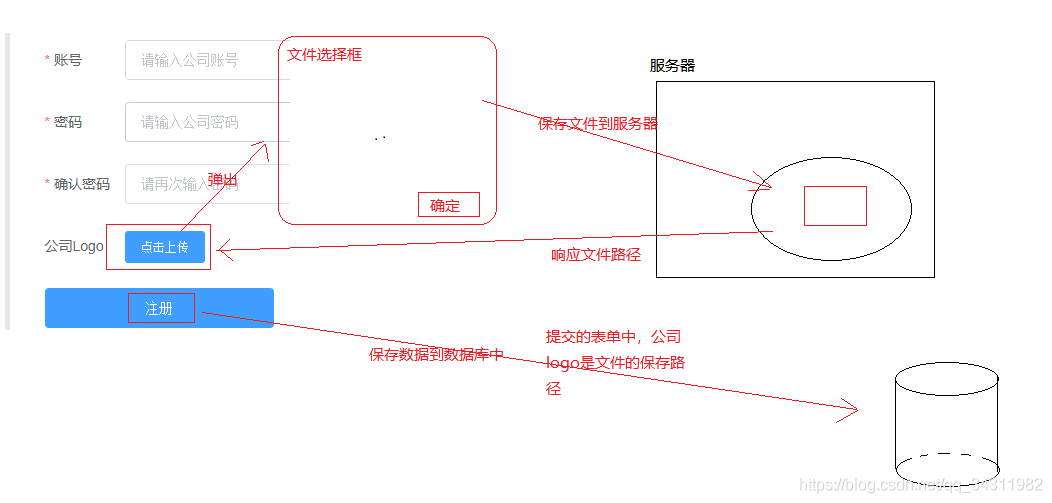 * 账号
请输入公司账号
文件选择框
服务器
* 密码
请输入公司密码
保存文件到服务器
* 确认密码
请再次输入密码
弹出
确定
公司Logo
点击上传
响应文件路径
注册
保存数据到数据库中
提交的表单中，公司
logo是文件的保存路
径
https://blog.csdn.net/qq_34311982